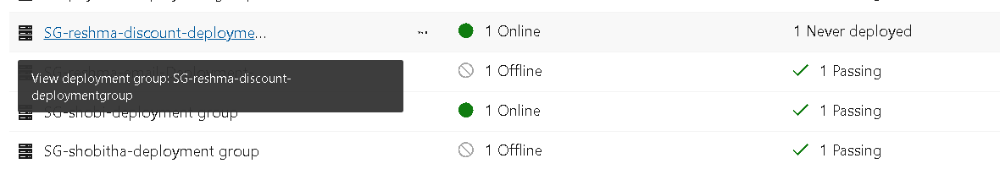 SG-reshma-discount-deployme... ... 1 Online 1 Never deployed
1 Offline 1 Passing
View deployment group: SG-reshma-discount-
deploymentgroup
SG-shobi-deployment group 1 Online 1 Passing
SG-shobitha-deployment group 1 Offline 1 Passing